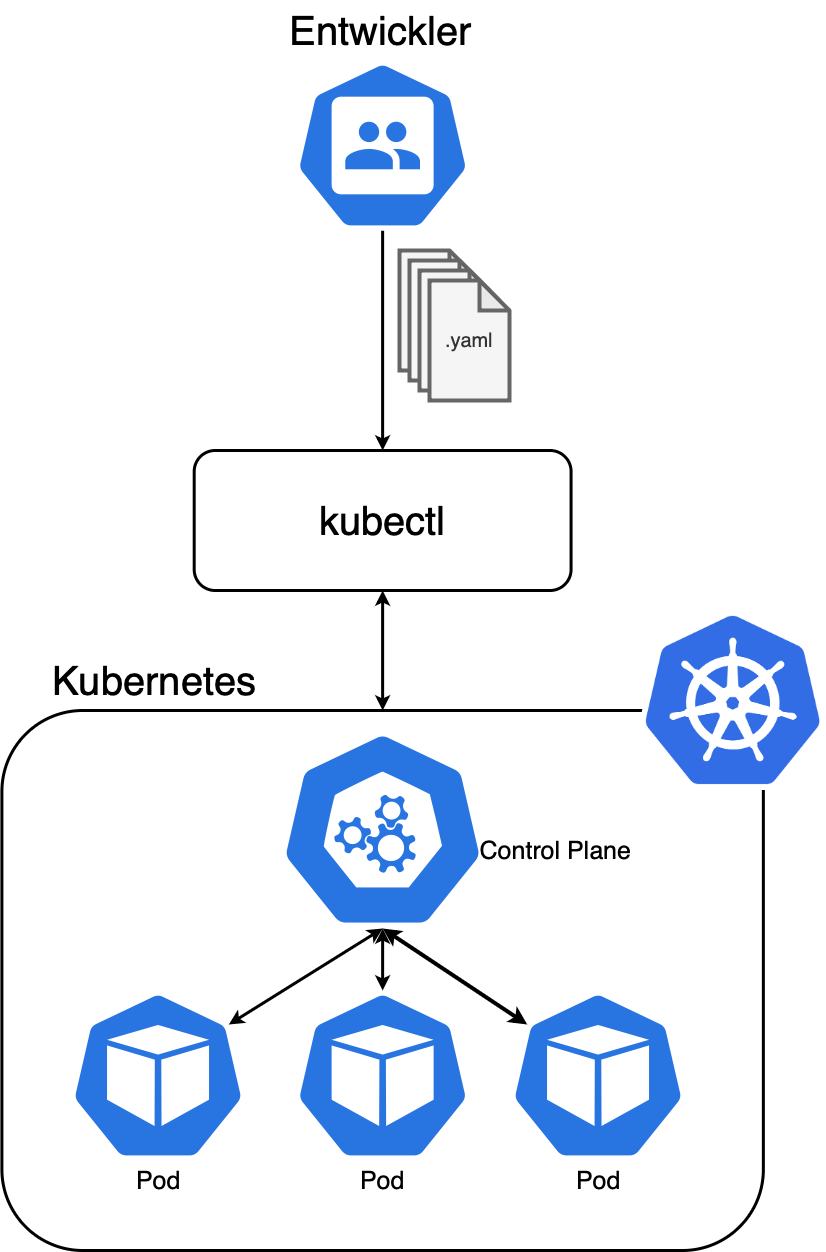 Entwickler
.yaml
kubectl
Kubernetes
Control Plane
Pod
Pod
Pod